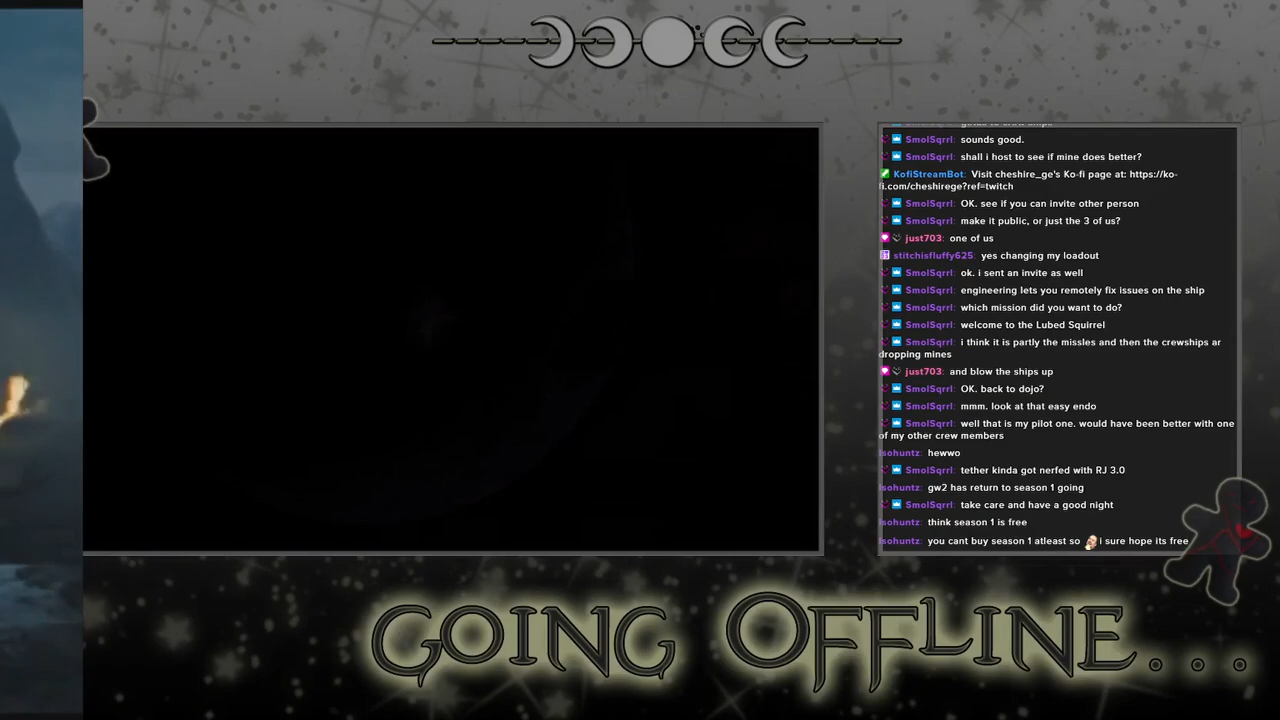 SmolSqrrl: sounds good.
SmolSqrrl: shall i host to see if mine does better?
KofiStreamBot: Visit cheshire_ge's Ko-fi page at: https://ko-
fi.com/cheshirege?ref=twitch
SmolSqrrl: OK. see if you can invite other person
SmolSqrrl: make it public, or just the 3 of us?
just703: one of us
stitchisfluffy625: yes changing my loadout
SmolSqrrl: ok. i sent an invite as well
SmolSqrrl: engineering lets you remotely fix issues on the ship
SmolSqrrl: which mission did you want to do?
SmolSqrrl: welcome to the Lubed Squirrel
SmolSqrrl: i think it is partly the missles and then the crewships ar
dropping mines
just703: and blow the ships up
SmolSqrrl: OK. back to dojo?
SmolSqrrl: mmm. look at that easy endo
SmolSqrrl: well that is my pilot one. would have been better with one
of my other crew members
lsohuntz: hewwo
SmolSqrrl: tether kinda got nerfed with RJ 3.0
lsohuntz: gw2 has return to season 1 going
SmolSqrrl: take care and have a good night
lsohuntz: think season 1 is free
lsohuntz: you cant buy season 1 atleast so i sure hope its free
GOING OFFLINE...